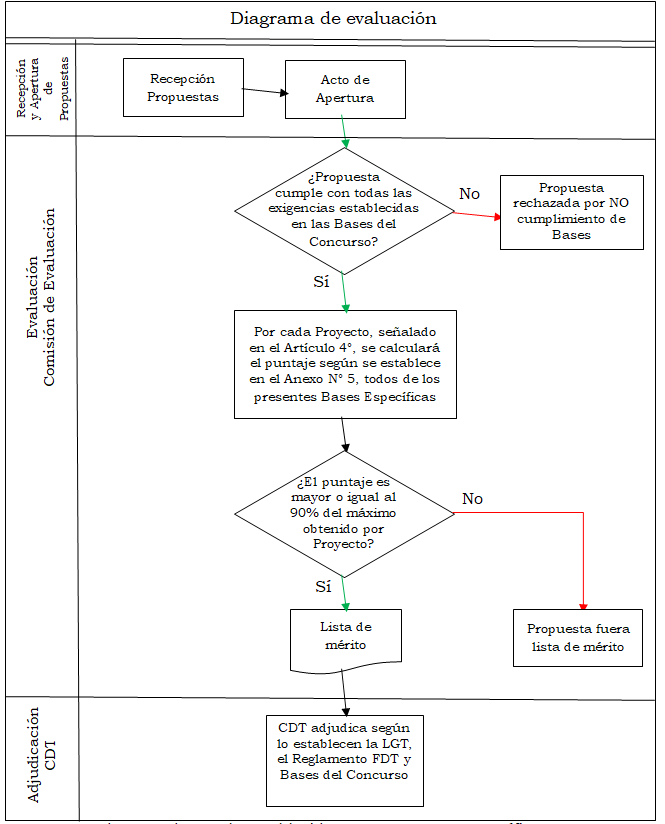 Diagrama de evaluación
Recepción
y Apertura
de
Propuestas
Recepción
Propuestas
Acto de
Apertura
Evaluación
Comisión de Evaluación
¿Propuesta
cumple con todas las
exigencias establecidas
en las Bases del
Concurso?
No
Propuesta
rechazada por NO
cumplimiento de
Bases
Sí
Por cada Proyecto, señalado
en el Artículo 4°, se calculará
el puntaje según se establece
en el Anexo N° 5, todos de los
presentes Bases Específicas
¿El puntaje es
mayor o igual al
90% del máximo
obtenido por
Proyecto?
No
Sí
Lista de
mérito
Propuesta fuera
lista de mérito
Adjudicación
CDT
CDT adjudica según
lo establecen la LGT,
el Reglamento FDT y
Bases del Concurso